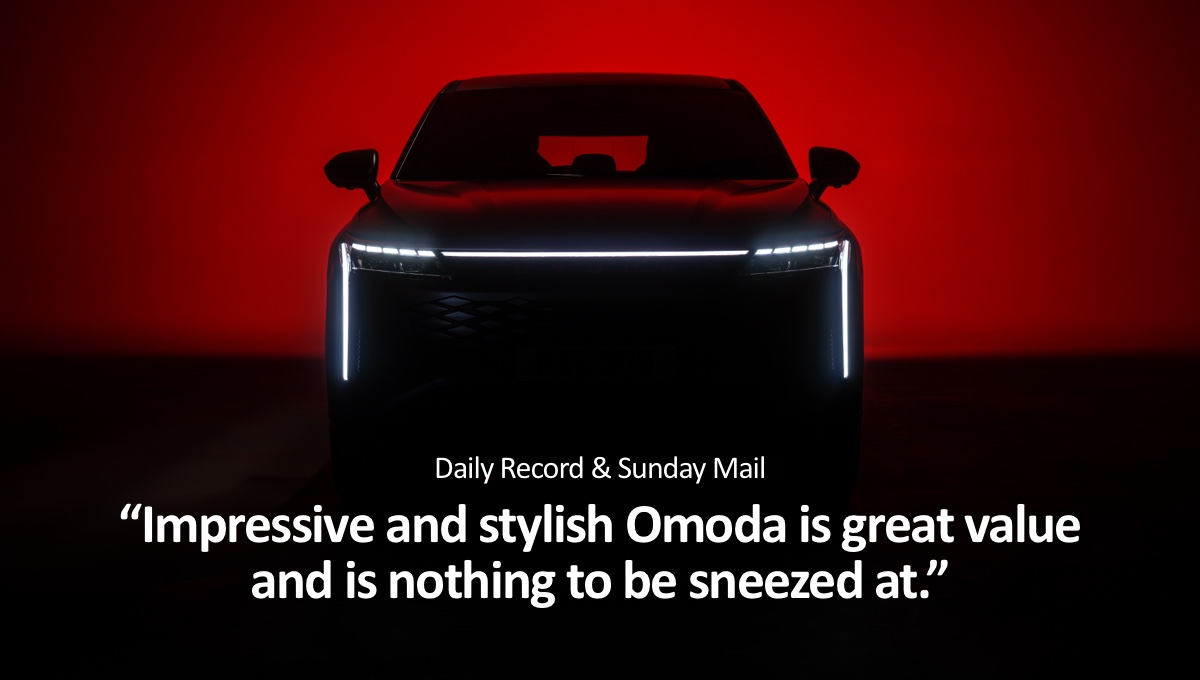 Daily Record & Sunday Mail
“Impressive and stylish Omoda is great value
and is nothing to be sneezed at.”